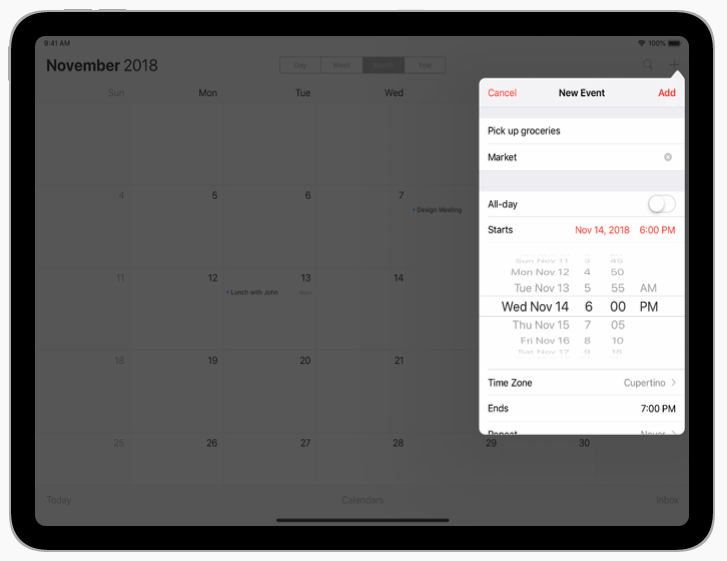 9:41 AM 100%
November 2018
Day Week Month Year
Sun Mon Tue Wed
4 5 6 7
• Design Meeting
11 12 13 14
• Lunch with John Noon
18 19 20 21
25 26 27 28 29 30
Today Calendars Inbox
Cancel New Event Add
Pick up groceries
Market
All-day
Starts Nov 14, 2018 6:00 PM
Sun Nov 11 3 45
Mon Nov 12 4 50
Tue Nov 13 5 55 AM
Wed Nov 14 6 00 PM
Thu Nov 15 7 05
Fri Nov 16 8 10
Sat Nov 17 9 15
Time Zone Cupertino
Ends 7:00 PM
Repeat Never